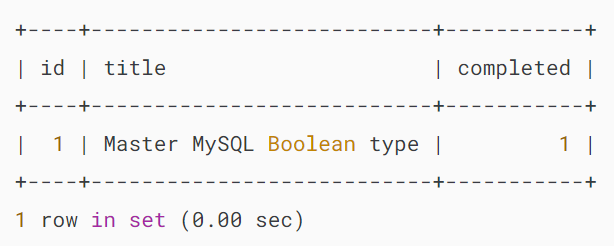 +----+---------------------------+-----------+
| id | title                     | completed |
+----+---------------------------+-----------+
|  1 | Master MySQL Boolean type |         1 |
+----+---------------------------+-----------+
1 row in set (0.00 sec)